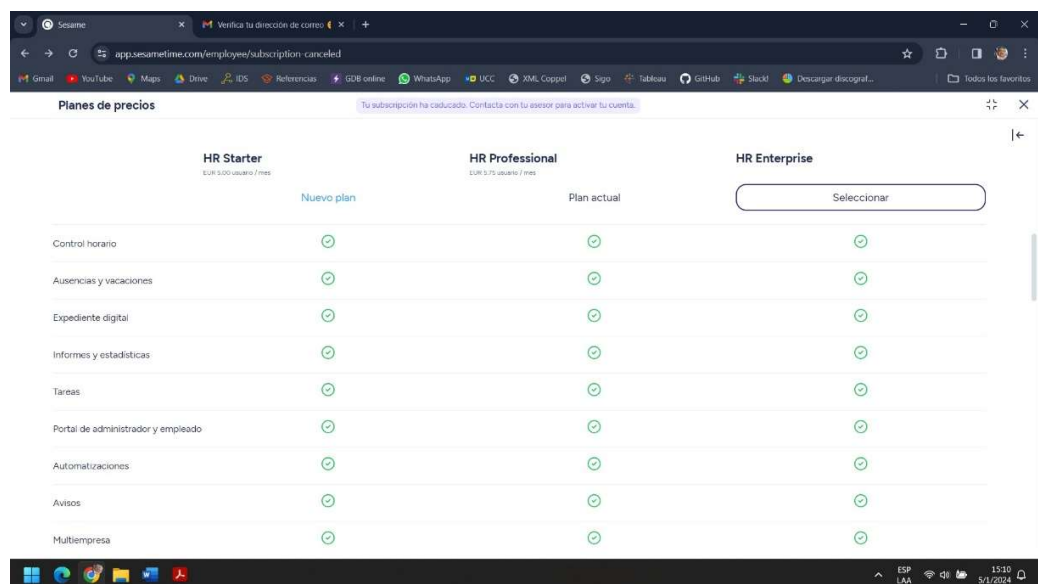 Sesame
Verifica tu dirección de correo
app.sesametime.com/employee/subscription-canceled
Gmail YouTube Maps Drive IDS Referencias GDB online WhatsApp UCC XML Coppel Sigo Tableau GitHub Slackl Descargar discograf... Todos los favoritos
Planes de precios
Tu subscripción ha caducado. Contacta con tu asesor para activar tu cuenta.
HR Starter HR Professional HR Enterprise
EUR 5.00 usuario / mes EUR 5.75 usuario / mes
Nuevo plan Plan actual Seleccionar
Control horario
Ausencias y vacaciones
Expediente digital
Informes y estadísticas
Tareas
Portal de administrador y empleado
Automatizaciones
Avisos
Multiempresa
ESP 15:10
LAA 5/1/2024